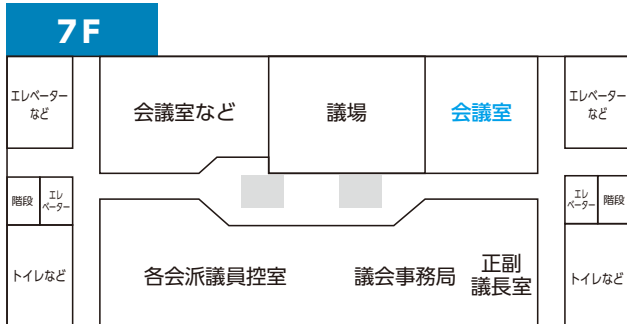 7F
エレベーター
など
会議室など
議場
会議室
エレベーター
など
階段
エレ
ベーター
エレ
ベーター
階段
トイレなど
各会派議員控室
議会事務局
正副
議長室
トイレなど